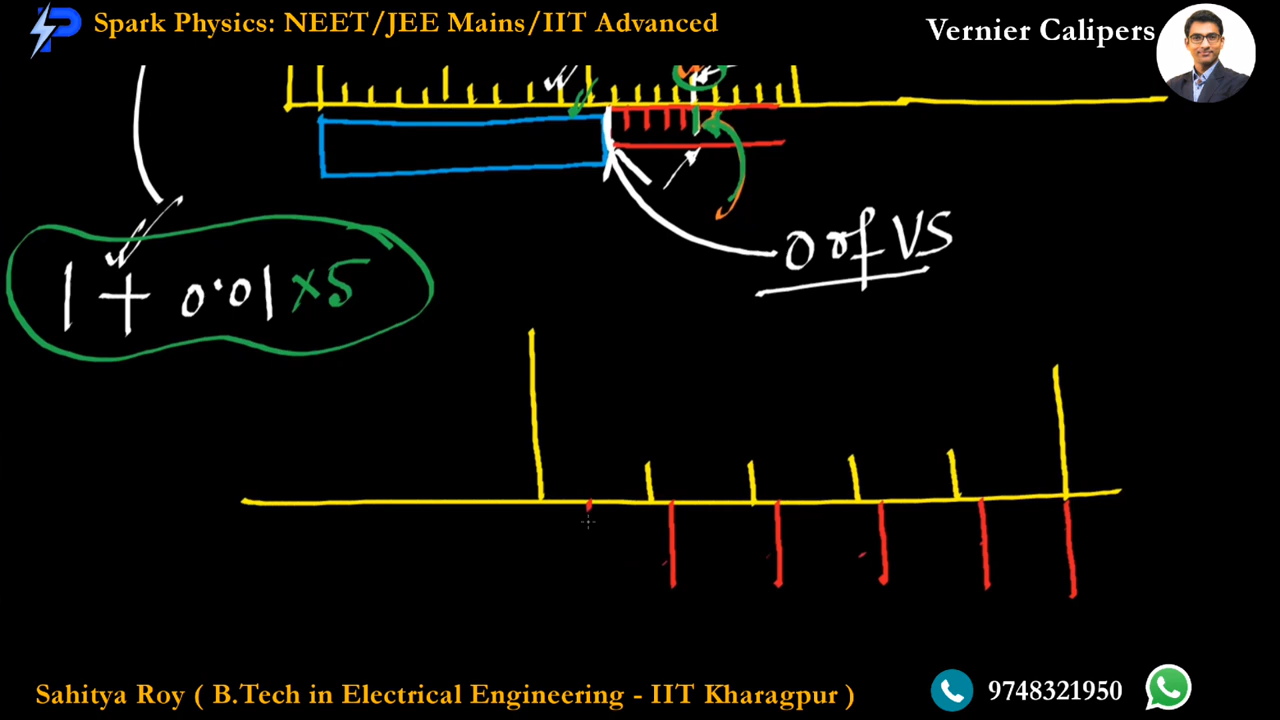 Spark Physics: NEET/JEE Mains/IIT Advanced
Vernier Calipers
0 of VS
1 + 0.01 × 5
Sahitya Roy ( B.Tech in Electrical Engineering - IIT Kharagpur )
9748321950